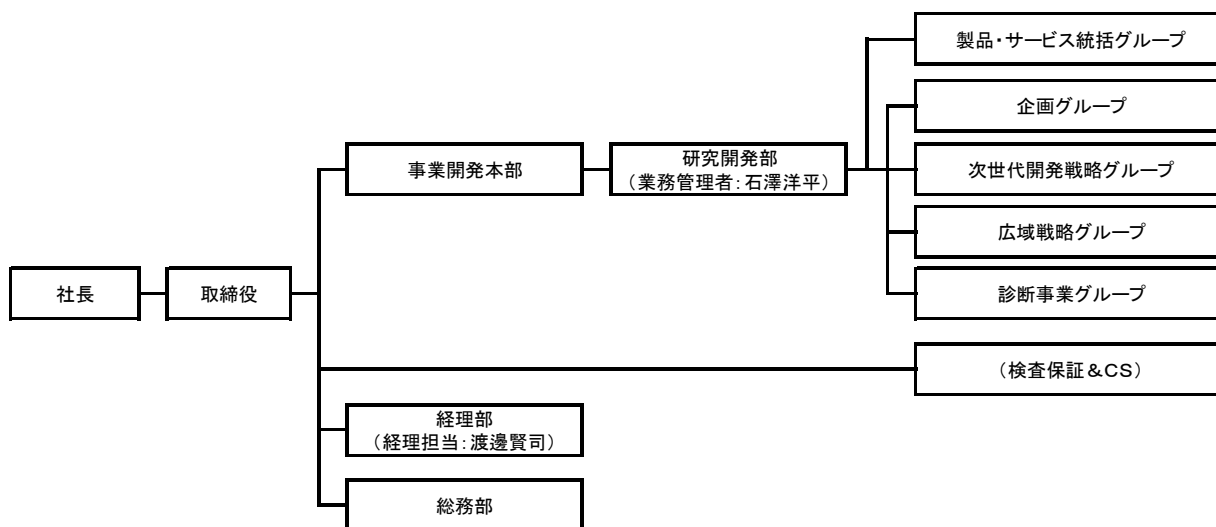 製品・サービス統括グループ
企画グループ
事業開発本部
研究開発部
(業務管理者:石澤洋平)
次世代開発戦略グループ
広域戦略グループ
社長
取締役
診断事業グループ
(検査保証&CS)
経理部
(経理担当:渡邊賢司)
総務部